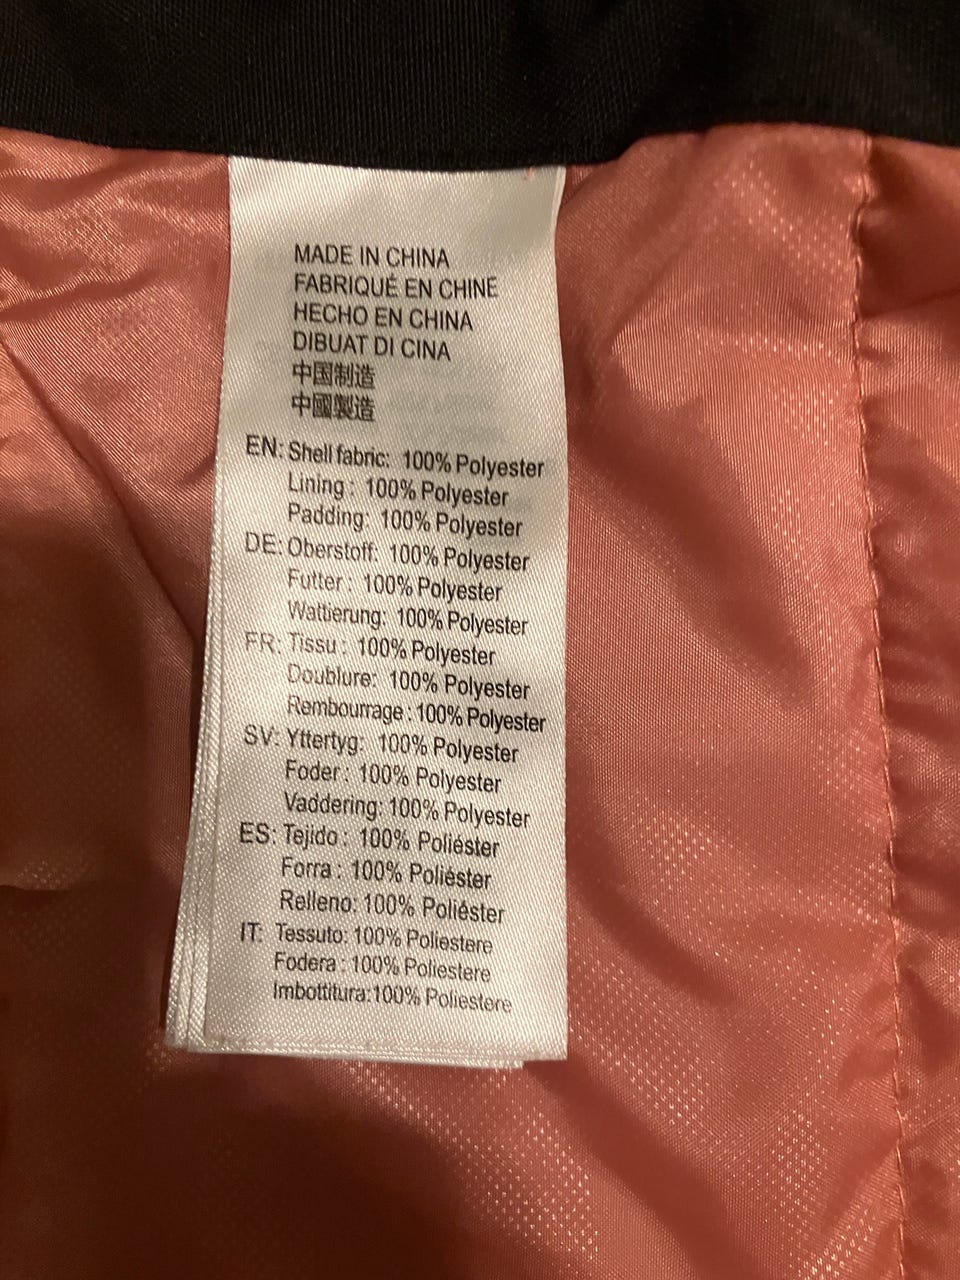 MADE IN CHINA
FABRIQUÉ EN CHINE
HECHO EN CHINA
DIBUAT DI CINA
中国制造
中國製造
EN: Shell fabric: 100% Polyester
Lining: 100% Polyester
Padding: 100% Polyester
DE: Oberstoff: 100% Polyester
Futter: 100% Polyester
Wattierung: 100% Polyester
FR: Tissu: 100% Polyester
Doublure: 100% Polyester
Rembourrage: 100% Polyester
SV: Yttertyg: 100% Polyester
Foder: 100% Polyester
Vaddering: 100% Polyester
ES: Tejido: 100% Poliéster
Forra: 100% Poliéster
Relleno: 100% Poliéster
IT: Tessuto: 100% Poliestere
Fodera: 100% Poliestere
Imbottitura: 100% Poliestere